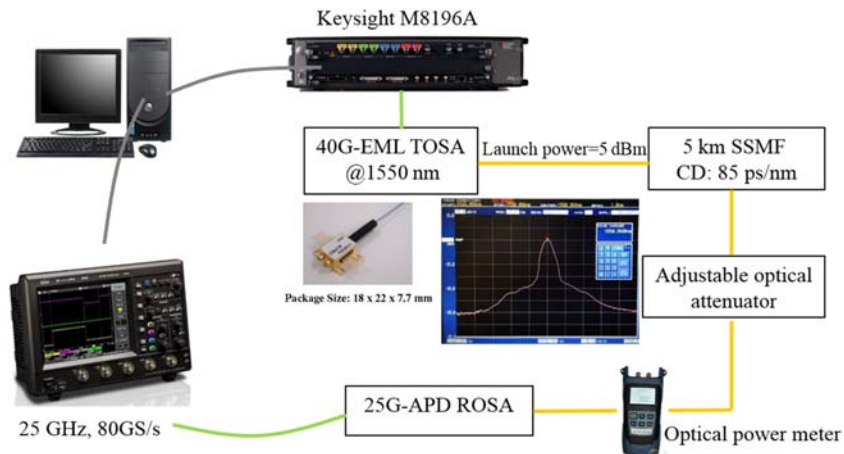 Keysight M8196A
40G-EML TOSA
@1550 nm
Launch power=5 dBm
5 km SSMF
CD: 85 ps/nm
Package Size: 18 x 22 x 7.7 mm
Adjustable optical
attenuator
25G-APD ROSA
25 GHz, 80GS/s
Optical power meter